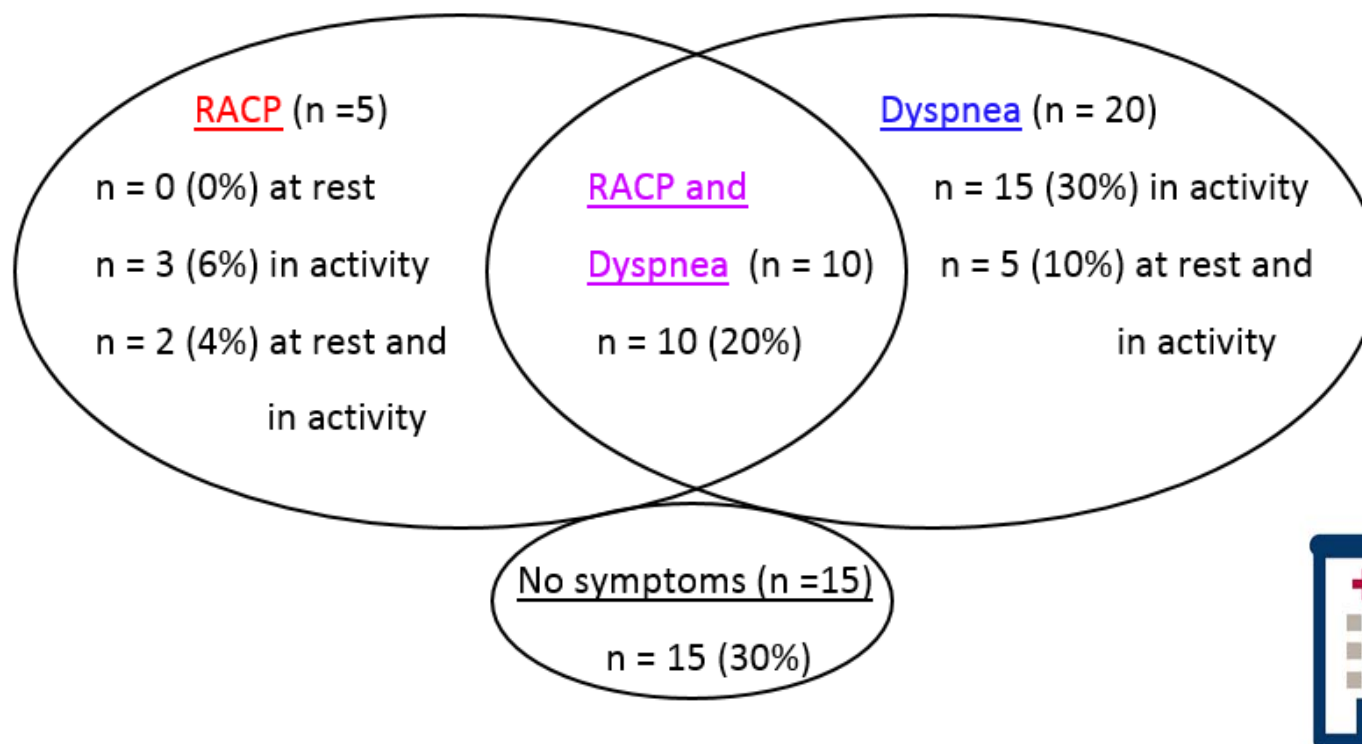 RACP (n =5)
n = 0 (0%) at rest
n = 3 (6%) in activity
n = 2 (4%) at rest and
in activity
RACP and
Dyspnea (n = 10)
n = 10 (20%)
Dyspnea (n = 20)
n = 15 (30%) in activity
n = 5 (10%) at rest and
in activity
No symptoms (n =15)
n = 15 (30%)